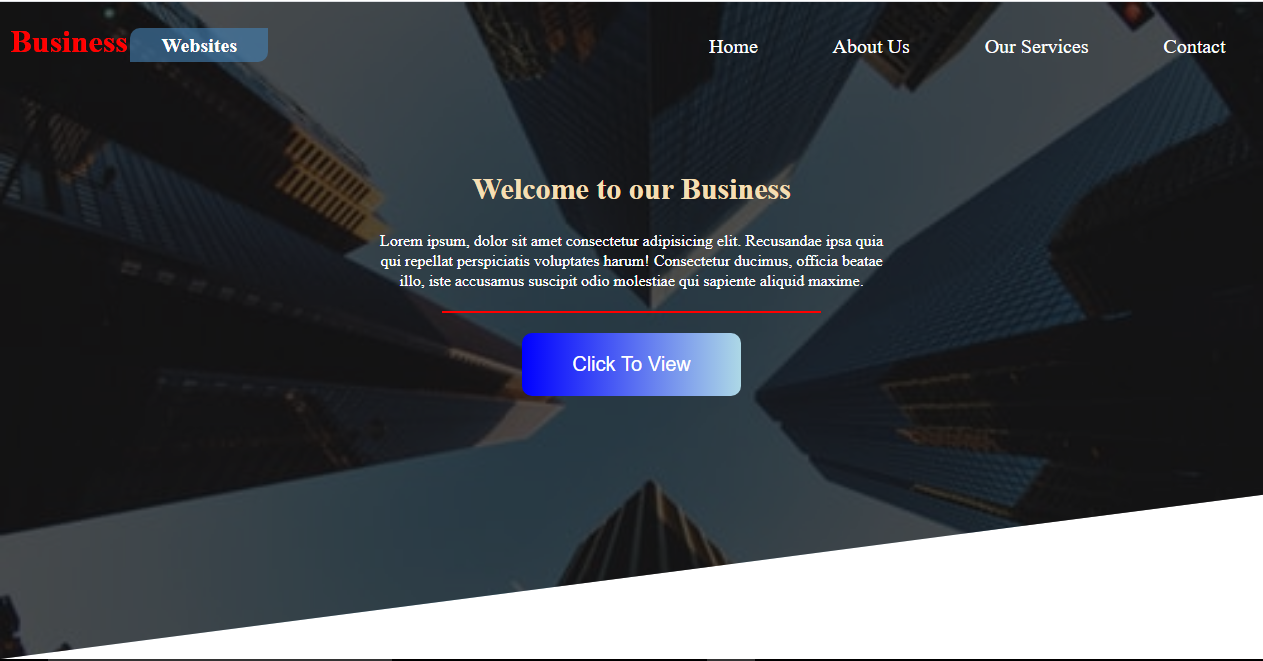 Business Websites Home About Us Our Services Contact
Welcome to our Business
Lorem ipsum, dolor sit amet consectetur adipisicing elit. Recusandae ipsa quia
qui repellat perspiciatis voluptates harum! Consectetur ducimus, officia beatae
illo, iste accusamus suscipit odio molestiae qui sapiente aliquid maxime.
Click To View